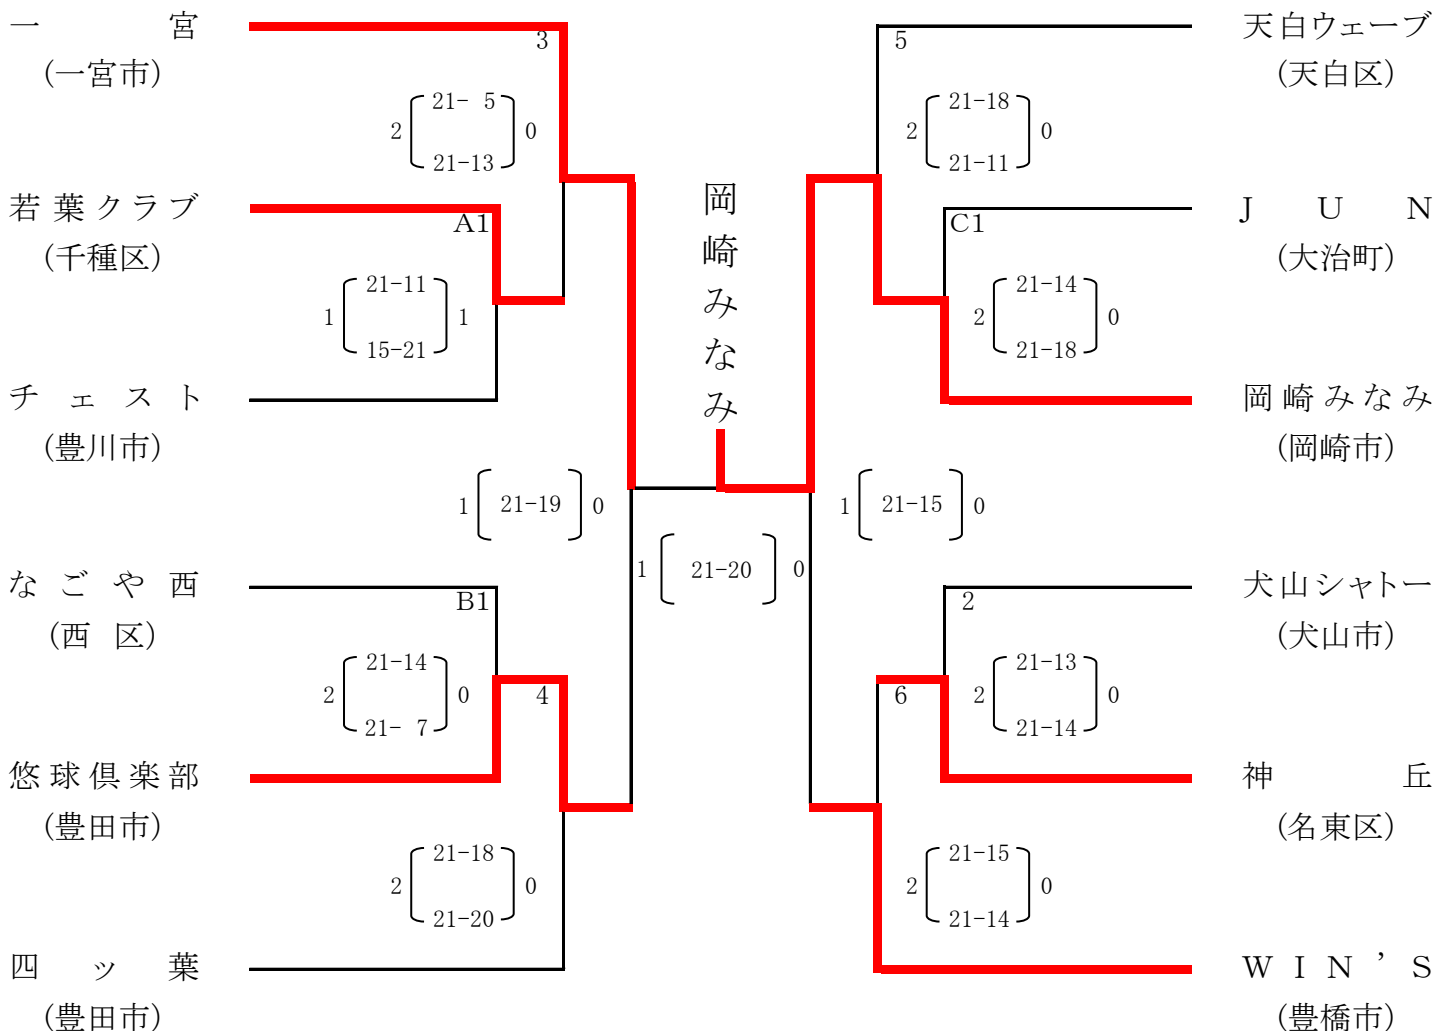 一 宮
(一宮市)
3
21- 5
2 0
21-13
若葉クラブ
(千種区)
A1
21-11
1 1
15-21
チェスト
(豊川市)
1 21-19 0
なごや西
(西 区)
B1
21-14
2 0
21- 7
悠球倶楽部
(豊田市)
4
21-18
2 0
21-20
四ッ葉
(豊田市)
岡崎みなみ
1 21-20 0
天白ウェーブ
(天白区)
5
21-18
2 0
21-11
J U N
(大治町)
C1
21-14
2 0
21-18
岡崎みなみ
(岡崎市)
1 21-15 0
犬山シャトー
(犬山市)
2
21-13
2 0
21-14
神 丘
(名東区)
6
21-15
2 0
21-14
W I N ' S
(豊橋市)